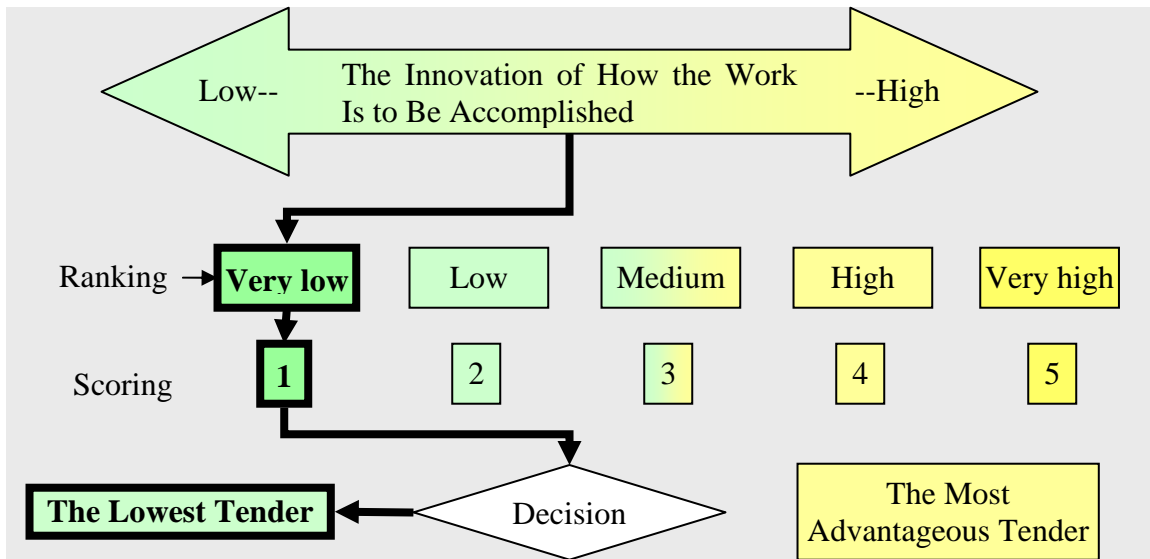 Low-- The Innovation of How the Work --High
Is to Be Accomplished
Ranking Very low Low Medium High Very high
Scoring 1 2 3 4 5
The Lowest Tender Decision The Most
Advantageous Tender